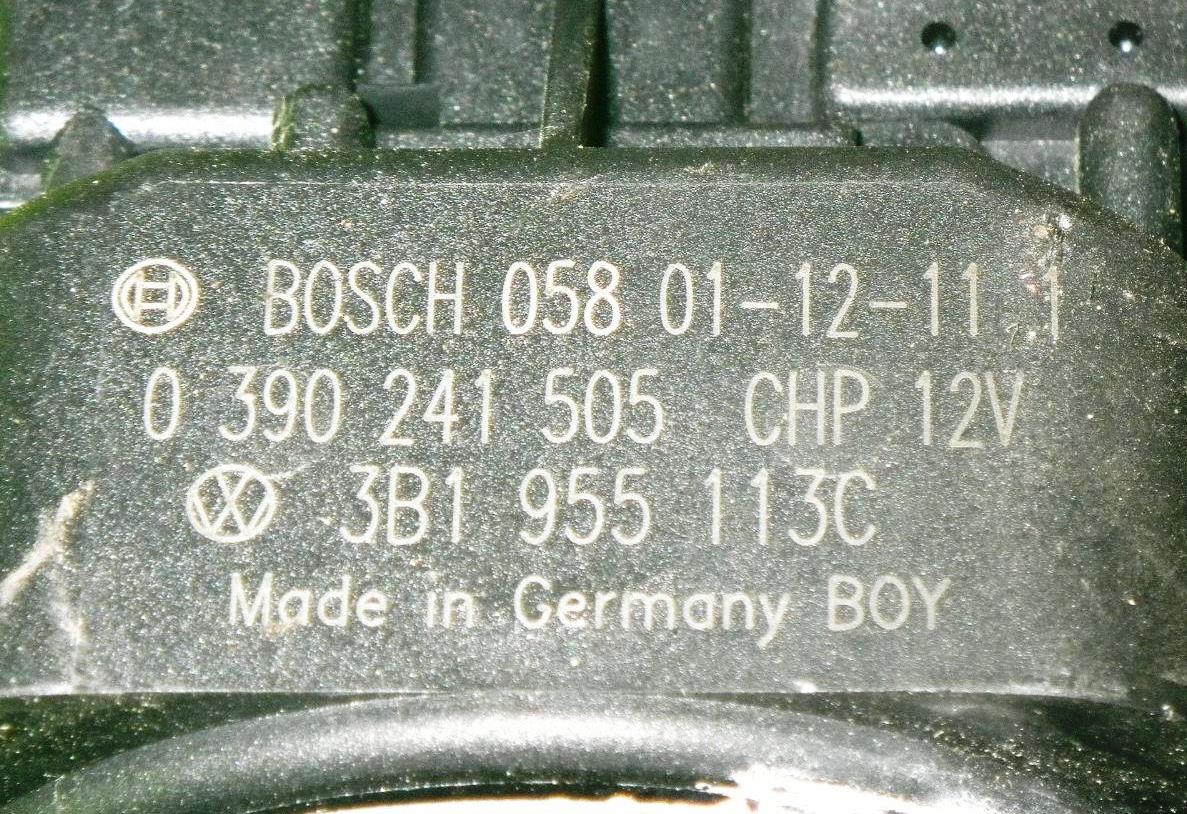 BOSCH 058 01-12-11 1
0 390 241 505 CHP 12V
3B1 955 113C
Made in Germany BOY